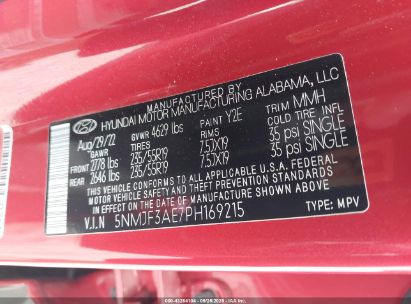 MANUFACTURED BY
HYUNDAI MOTOR MANUFACTURING ALABAMA, LLC
Aug/29/22 GVWR 4629 lbs PAINT Y2E TRIM MMH
GAWR TIRES RIMS COLD TIRE INFL
FRONT 2778 lbs 235/55R19 7.5JX19 35 psi SINGLE
REAR 2646 lbs 235/55R19 7.5JX19 35 psi SINGLE
THIS VEHICLE CONFORMS TO ALL APPLICABLE U.S. FEDERAL
MOTOR VEHICLE SAFETY AND THEFT PREVENTION STANDARDS
IN EFFECT ON THE DATE OF MANUFACTURE SHOWN ABOVE.
V.I.N 5NMJF3AE7PH169215 TYPE: MPV